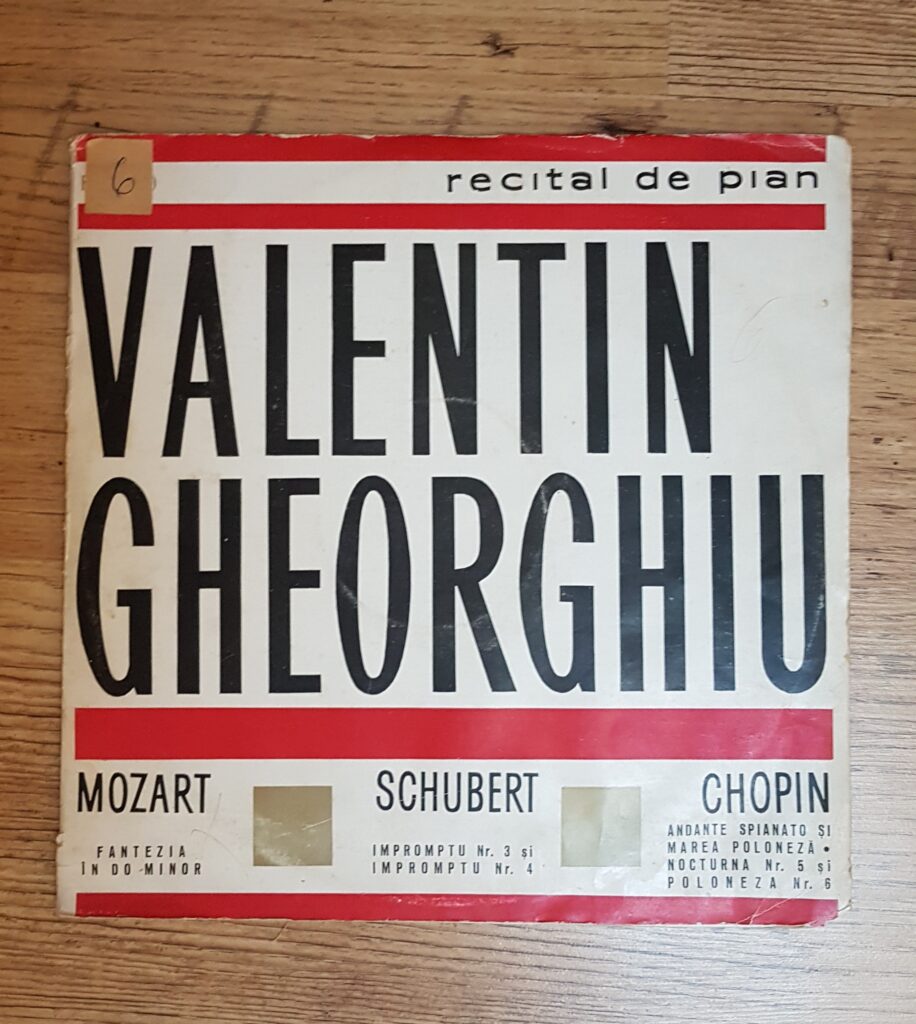 6
recital de pian
VALENTIN
GHEORGHIU
MOZART
FANTEZIA
ÎN DO-MINOR
SCHUBERT
IMPROMPTU Nr. 3 și
IMPROMPTU Nr. 4
CHOPIN
ANDANTE SPIANATO ȘI
MAREA POLONEZĂ •
NOCTURNA Nr. 5 și
POLONEZA Nr. 6